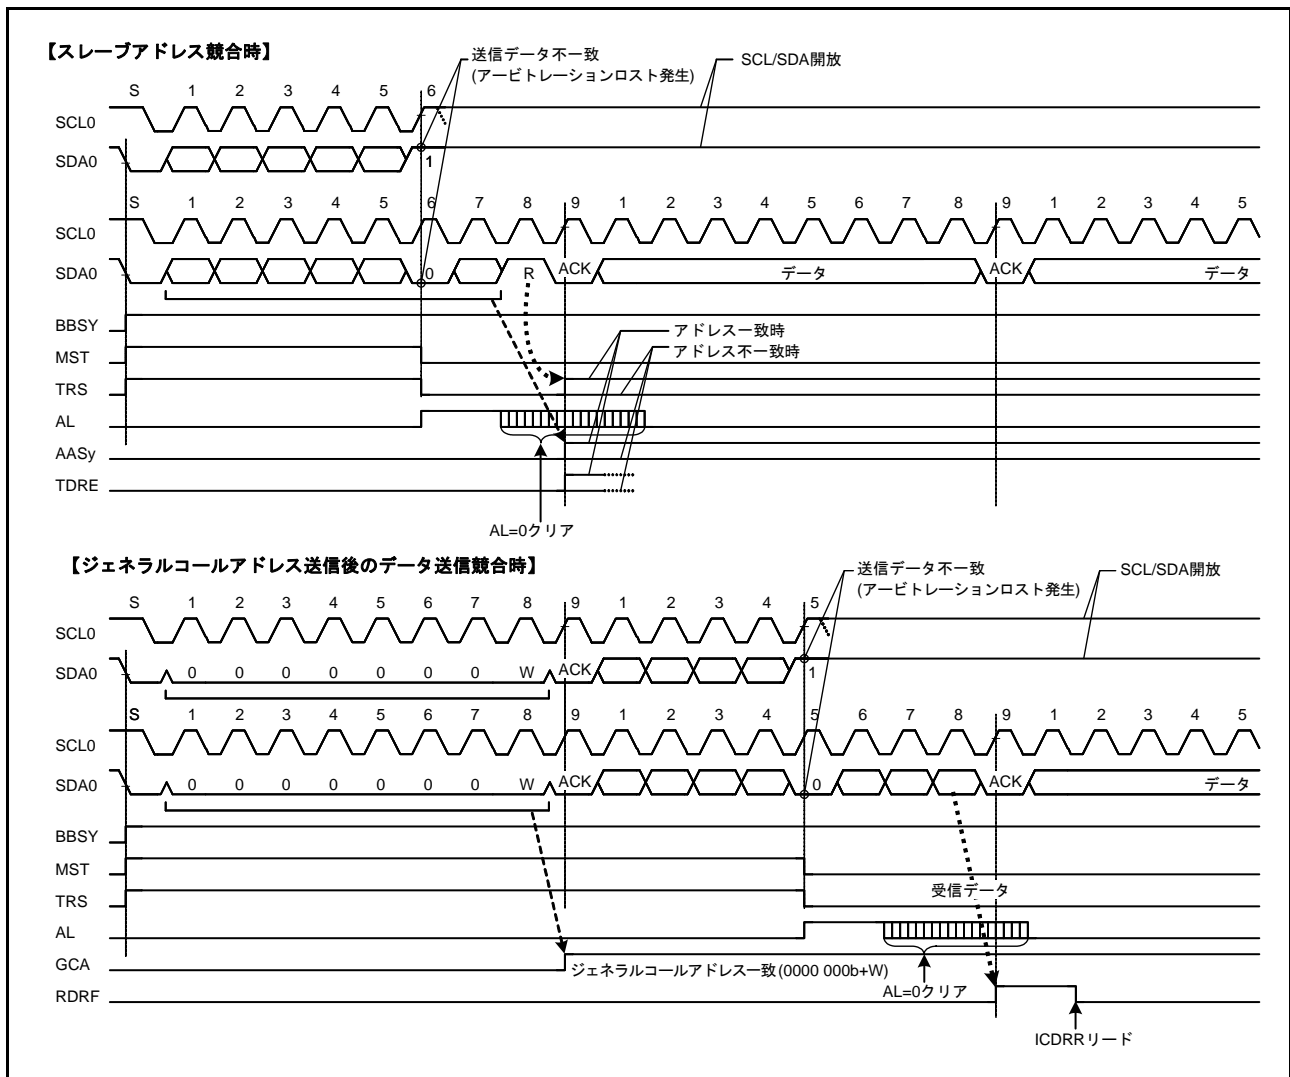 【スレーブアドレス競合時】
送信データ不一致
(アービトレーションロスト発生)
SCL/SDA開放
S 1 2 3 4 5 6
SCL0
SDA0 1
S 1 2 3 4 5 6 7 8 9 1 2 3 4 5 6 7 8 9 1 2 3 4 5
SCL0
SDA0 0 R ACK データ ACK データ
BBSY
アドレス一致時
MST アドレス不一致時
TRS
AL
AASy
TDRE
AL=0クリア
【ジェネラルコールアドレス送信後のデータ送信競合時】
送信データ不一致
(アービトレーションロスト発生)
SCL/SDA開放
S 1 2 3 4 5 6 7 8 9 1 2 3 4 5
SCL0
SDA0 0 0 0 0 0 0 0 W ACK 1
S 1 2 3 4 5 6 7 8 9 1 2 3 4 5 6 7 8 9 1 2 3 4 5
SCL0
SDA0 0 0 0 0 0 0 0 W ACK 0 ACK データ
BBSY
MST
受信データ
TRS
AL
GCA ジェネラルコールアドレス一致(0000 000b+W)
AL=0クリア
RDRF
ICDRRリード